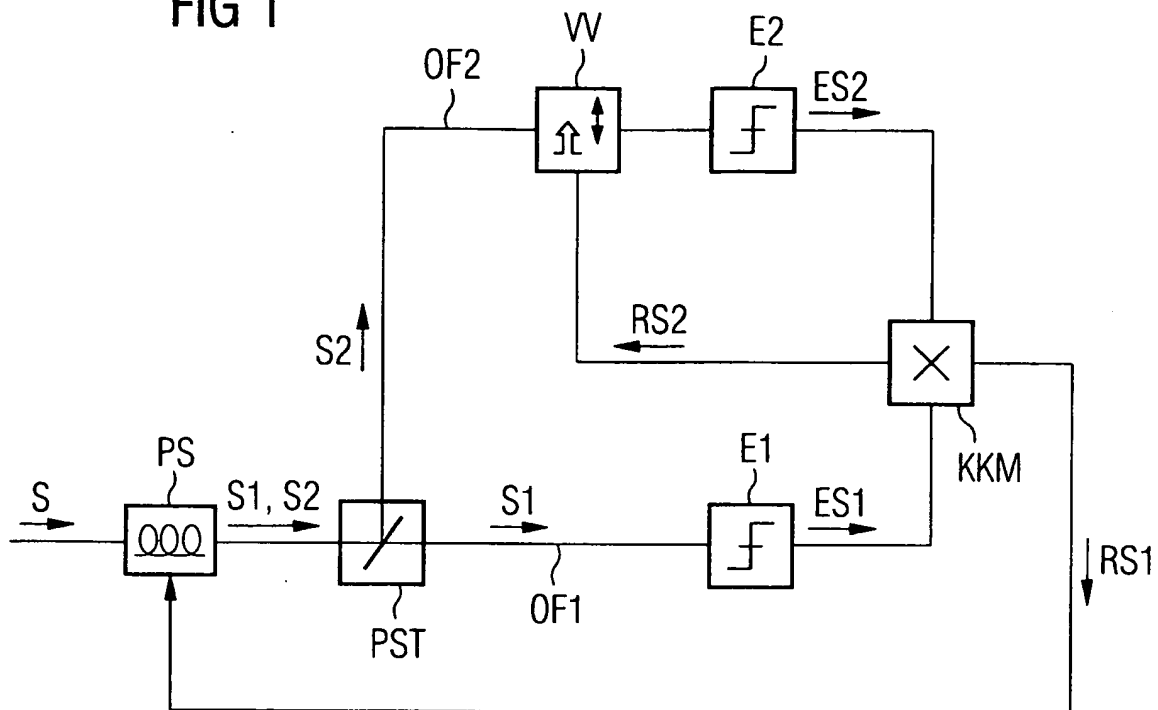 FIG 1
VV
E2
OF2
ES2
S2
RS2
KKM
PS
E1
S
S1, S2
S1
ES1
RS1
OF1
PST